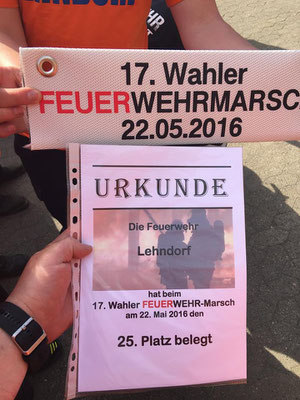 17. Wahler
FEUERWEHRMARSC
22.05.2016
URKUNDE
Die Feuerwehr
Lehndorf
hat beim
17. Wahler FEUERWEHR-Marsch
am 22. Mai 2016 den
25. Platz belegt